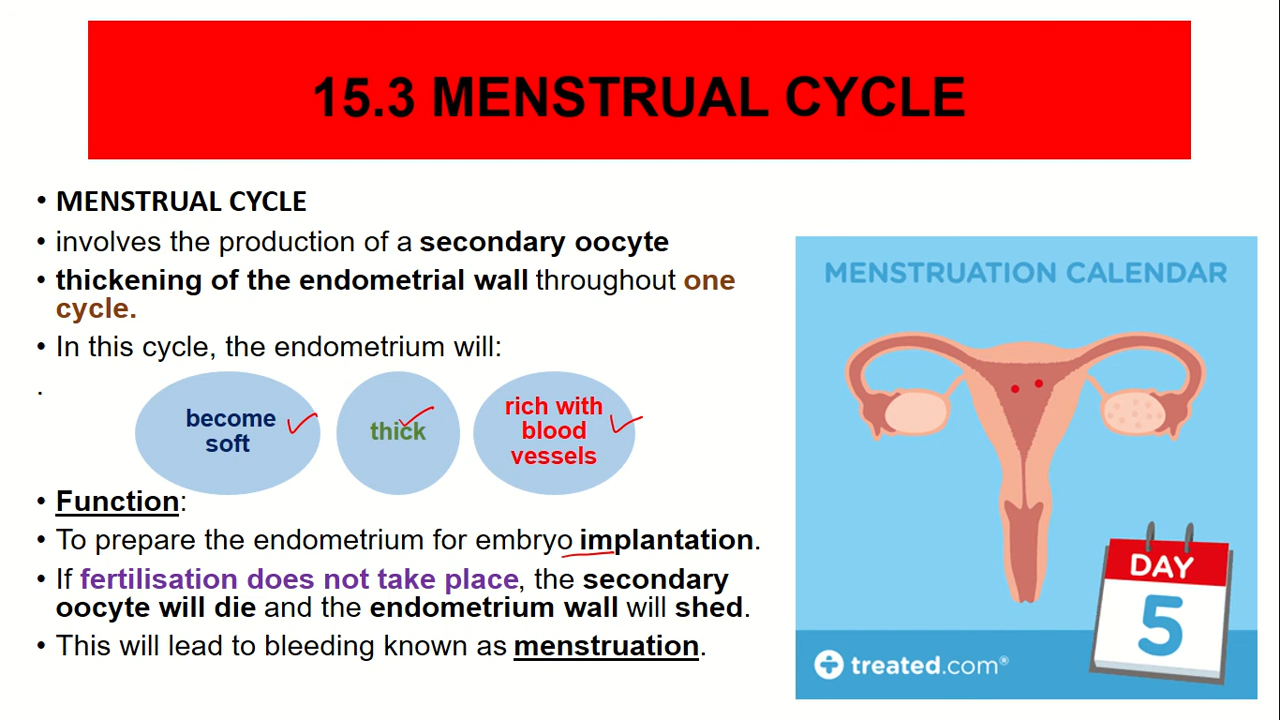 15.3 MENSTRUAL CYCLE
• MENSTRUAL CYCLE
• involves the production of a secondary oocyte
• thickening of the endometrial wall throughout one
cycle.
• In this cycle, the endometrium will:
.
become
soft
thick
rich with
blood
vessels
• Function:
• To prepare the endometrium for embryo implantation.
• If fertilisation does not take place, the secondary
oocyte will die and the endometrium wall will shed.
• This will lead to bleeding known as menstruation.
MENSTRUATION CALENDAR
DAY
5
treated.com®